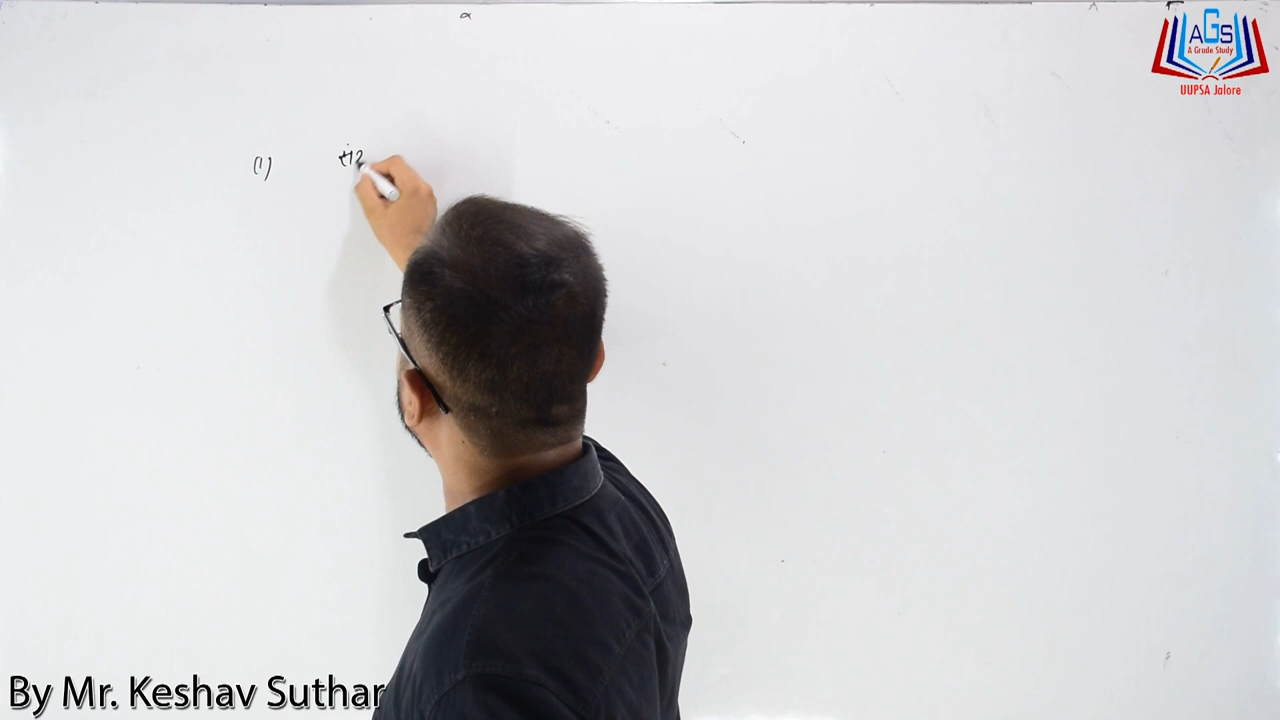 AGS
A Grade Study
UUPSA Jalore
(1)
By Mr. Keshav Suthar